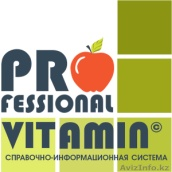 PRO
FESSIONAL
VITAMIN©
СПРАВОЧНО-ИНФОРМАЦИОННАЯ СИСТЕМА
AvizInfo.kz